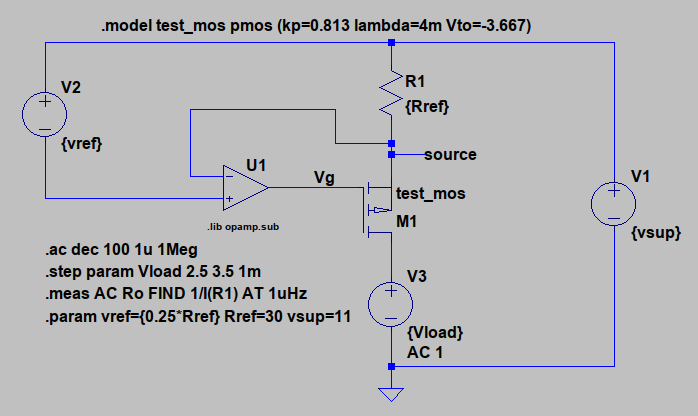 .model test_mos pmos (kp=0.813 lambda=4m Vto=-3.667)
V2
R1
{Rref}
{vref}
source
U1
Vg
V1
test_mos
M1
.lib opamp.sub
{vsup}
.ac dec 100 1u 1Meg
.step param Vload 2.5 3.5 1m
.meas AC Ro FIND 1/I(R1) AT 1uHz
.param vref={0.25*Rref} Rref=30 vsup=11
V3
{Vload}
AC 1